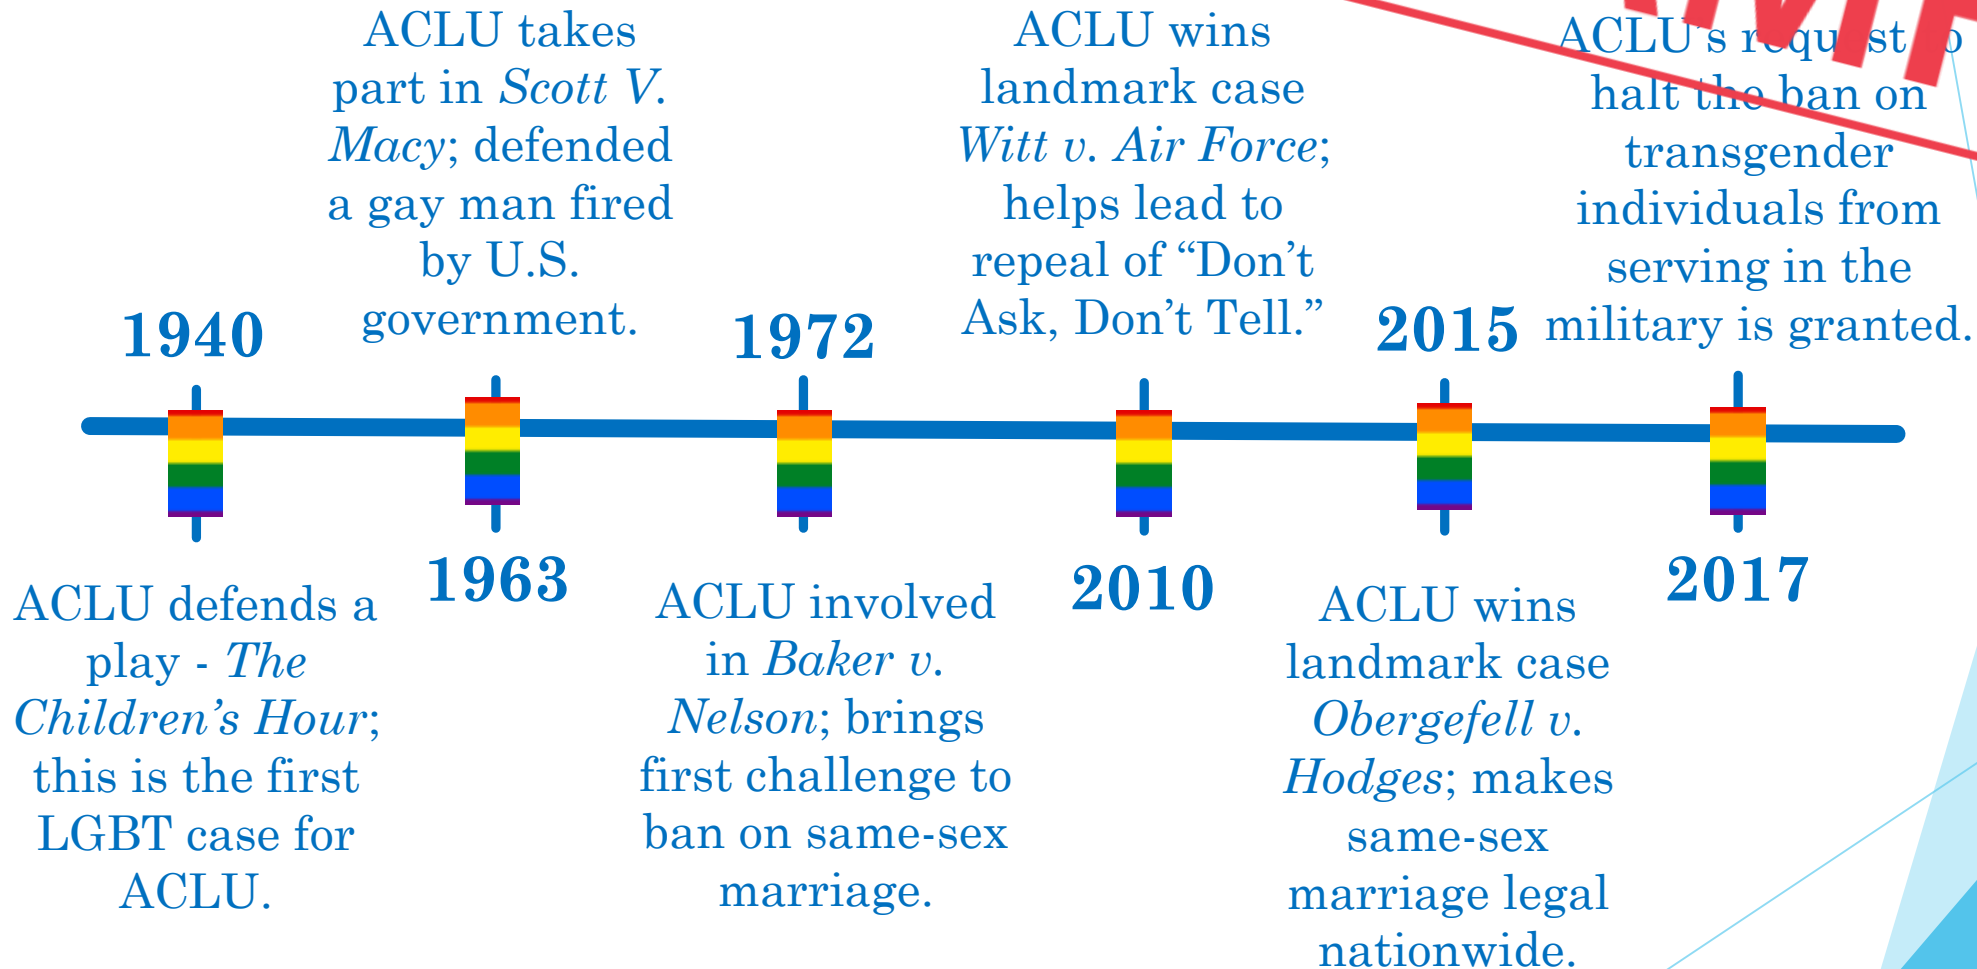 1940
ACLU defends a
play - The
Children’s Hour;
this is the first
LGBT case for
ACLU.
ACLU takes
part in Scott V.
Macy; defended
a gay man fired
by U.S.
government.
1963
1972
ACLU involved
in Baker v.
Nelson; brings
first challenge to
ban on same-sex
marriage.
ACLU wins
landmark case
Witt v. Air Force;
helps lead to
repeal of “Don’t
Ask, Don’t Tell.”
2010
2015
ACLU wins
landmark case
Obergefell v.
Hodges; makes
same-sex
marriage legal
nationwide.
ACLU’s request to
halt the ban on
transgender
individuals from
serving in the
military is granted.
2017